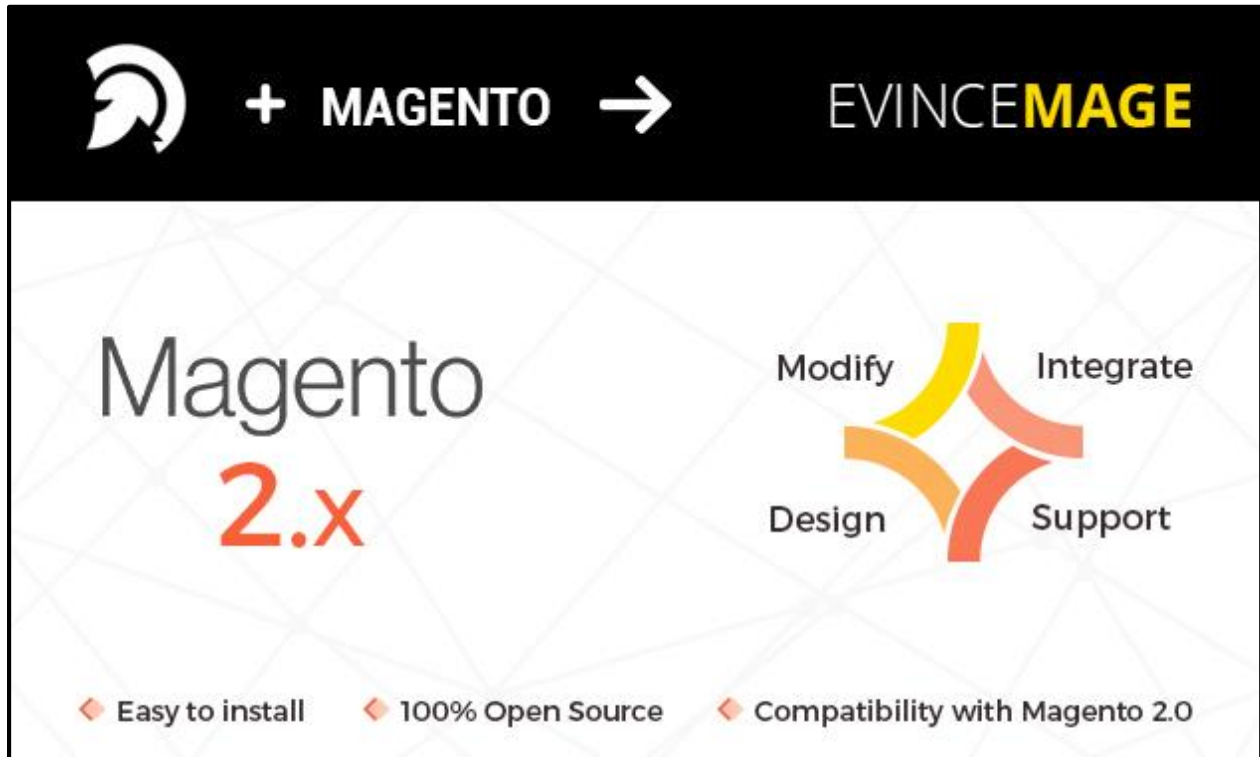 + MAGENTO → EVINCEMAGE
Magento
2.x
Modify
Integrate
Design
Support
Easy to install
100% Open Source
Compatibility with Magento 2.0